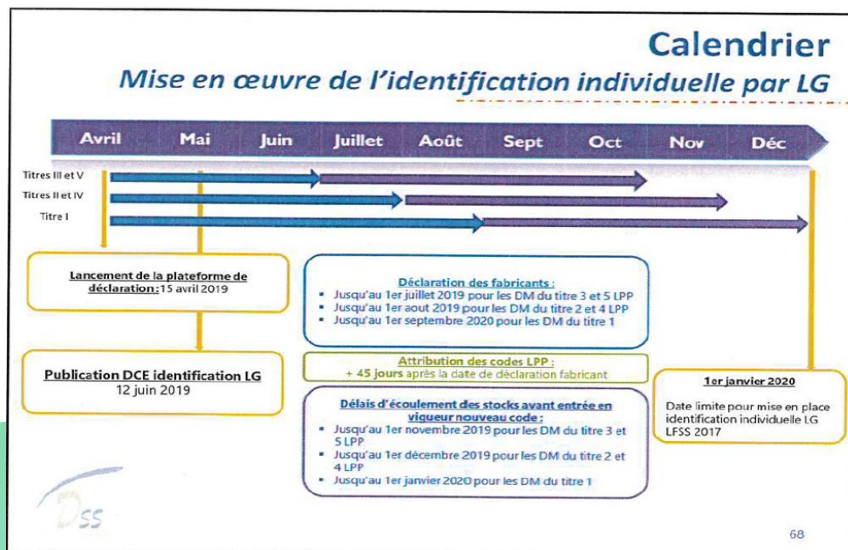 Calendrier
Mise en œuvre de l'identification individuelle par LG
Avril Mai Juin Juillet Août Sept Oct Nov Déc
Titres III et V
Titres II et IV
Titre I
Lancement de la plateforme de
déclaration : 15 avril 2019
Publication DCE identification LG
12 juin 2019
Déclaration des fabricants :
▪ Jusqu'au 1er juillet 2019 pour les DM du titre 3 et 5 LPP
▪ Jusqu'au 1er aout 2019 pour les DM du titre 2 et 4 LPP
▪ Jusqu'au 1er septembre 2020 pour les DM du titre 1
Attribution des codes LPP :
+ 45 jours après la date de déclaration fabricant
Délais d'écoulement des stocks avant entrée en
vigueur nouveau code :
▪ Jusqu'au 1er novembre 2019 pour les DM du titre 3 et
5 LPP
▪ Jusqu'au 1er décembre 2019 pour les DM du titre 2 et
4 LPP
▪ Jusqu'au 1er janvier 2020 pour les DM du titre 1
1er janvier 2020
Date limite pour mise en place
identification individuelle LG
LFSS 2017
Dss
68